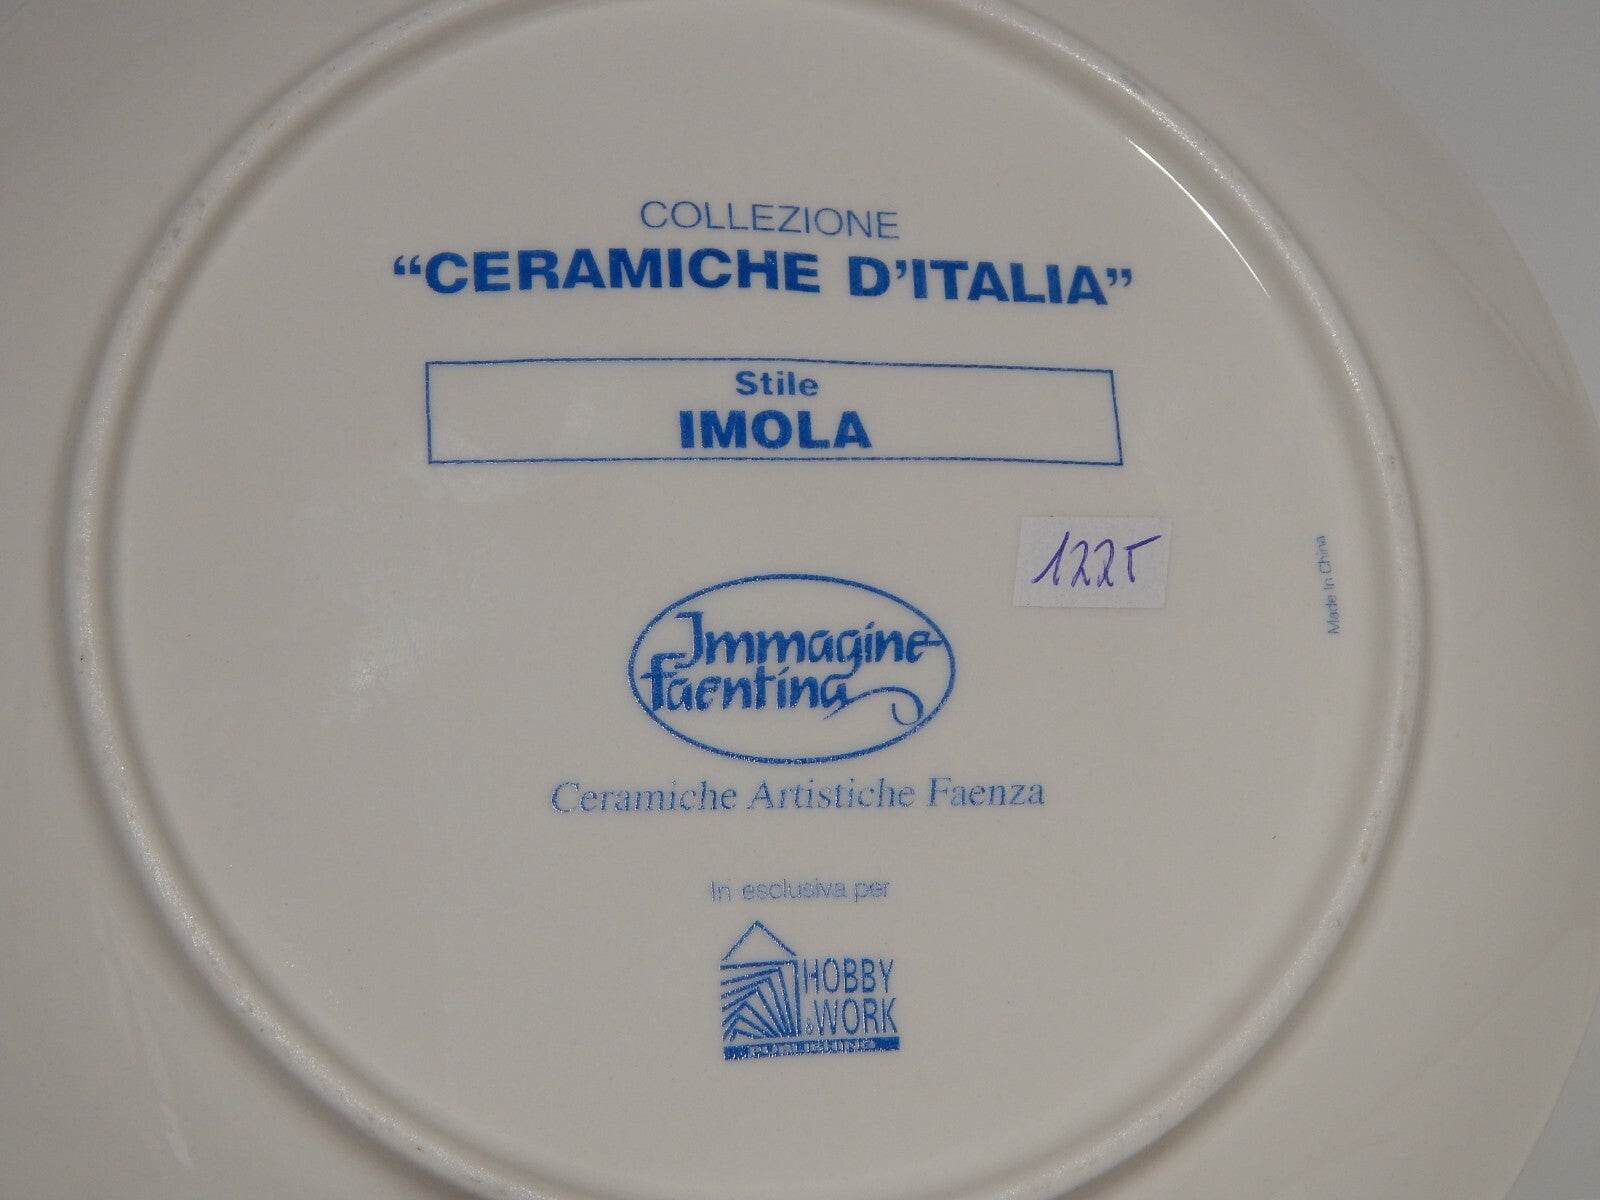 COLLEZIONE
“CERAMICHE D’ITALIA”
Stile
IMOLA
1225
Made In China
Immagine
faentina
Ceramiche Artistiche Faenza
In esclusiva per
HOBBY
& WORK
PUBLISHING